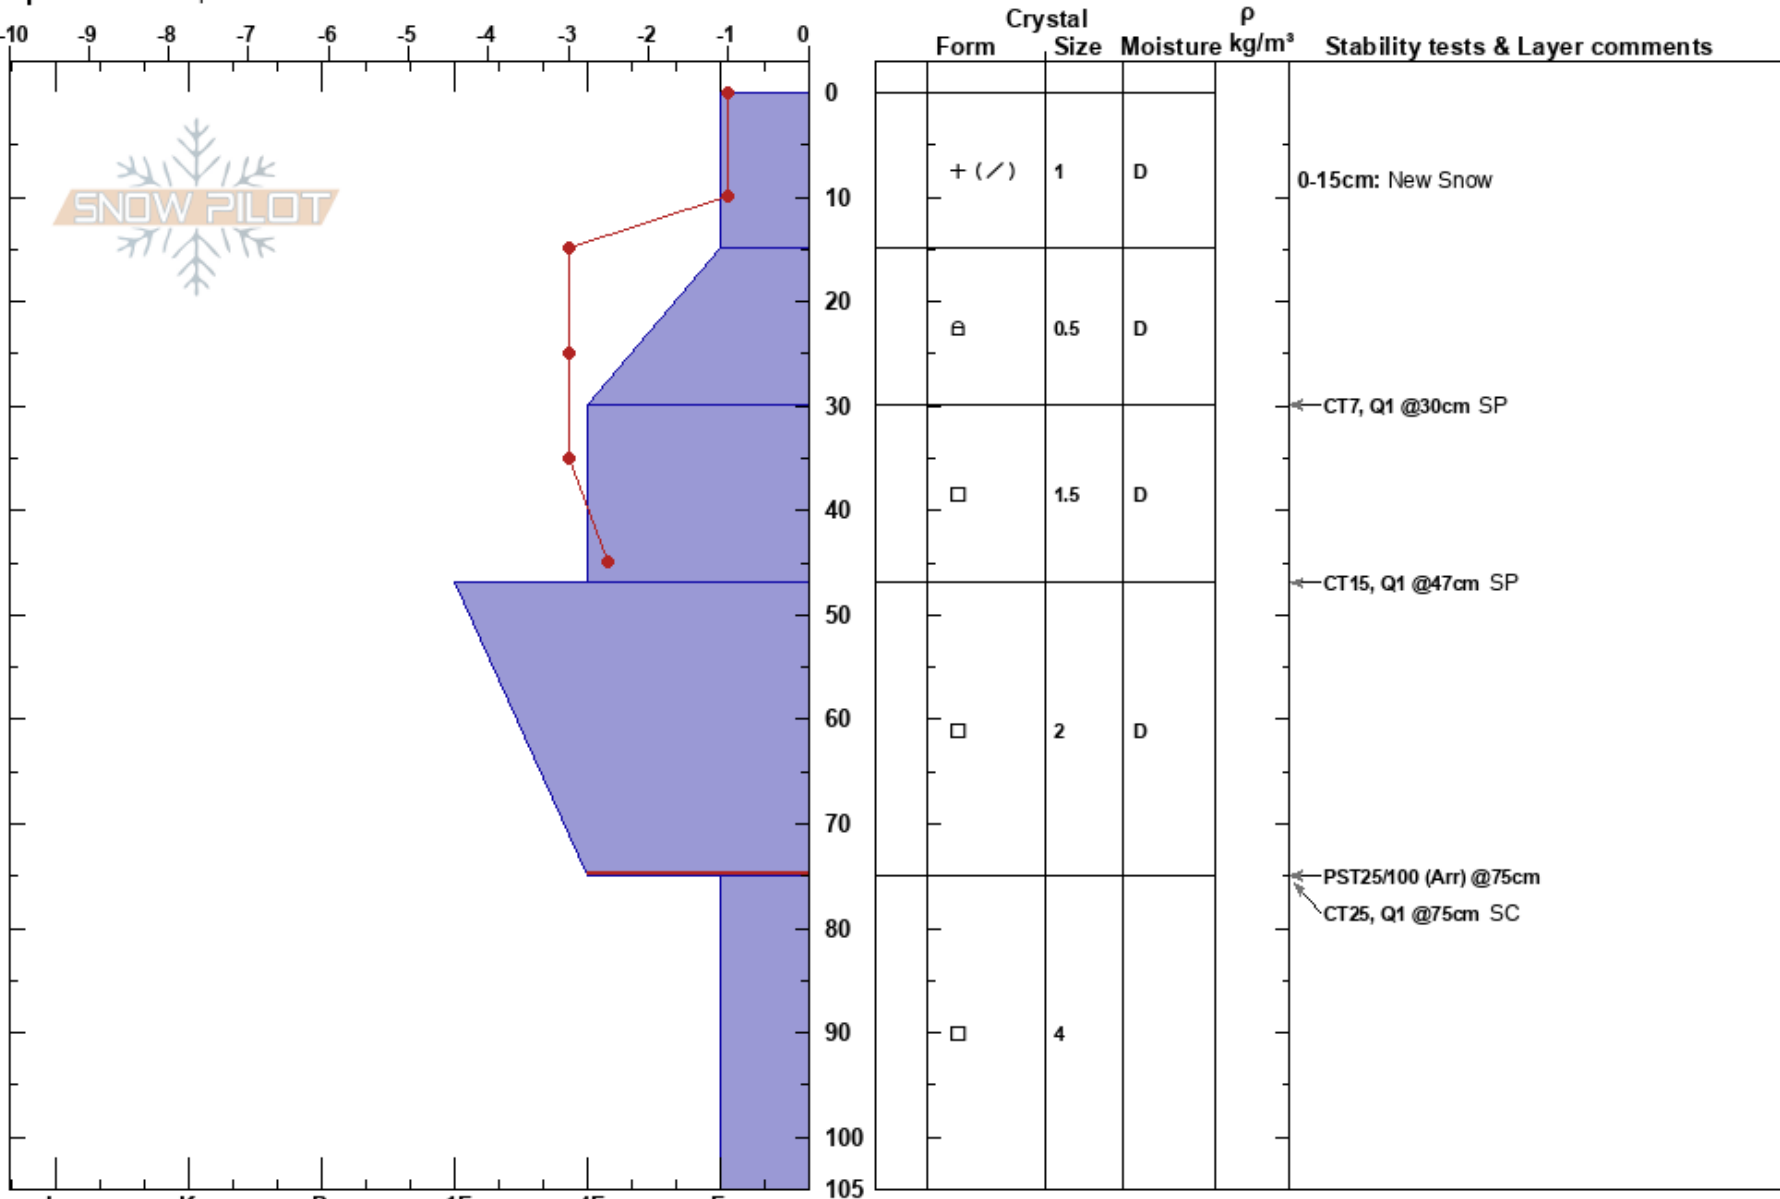 Crystal ρ
-10 -9 -8 -7 -6 -5 -4 -3 -2 -1 0 Form Size Moisture kg/m³ Stability tests & Layer comments
0
SNOW PILOT
+ (/) 1 D
0-15cm: New Snow
10
20
0.5 D
30 CT7, Q1 @30cm SP
1.5 D
40
CT15, Q1 @47cm SP
50
60
2 D
70
PST25/100 (Arr) @75cm
CT25, Q1 @75cm SC
80
90 4
100
105